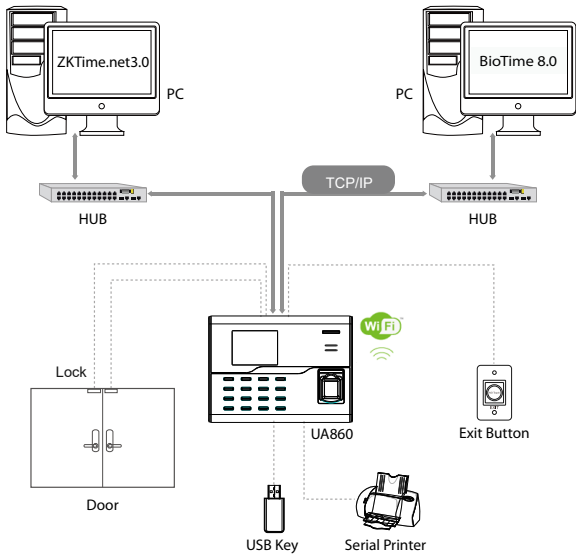 ZKTime.net3.0
BioTime 8.0
PC
PC
TCP/IP
HUB
HUB
WiFi
Lock
EXIT
UA860
Exit Button
Door
USB Key
Serial Printer